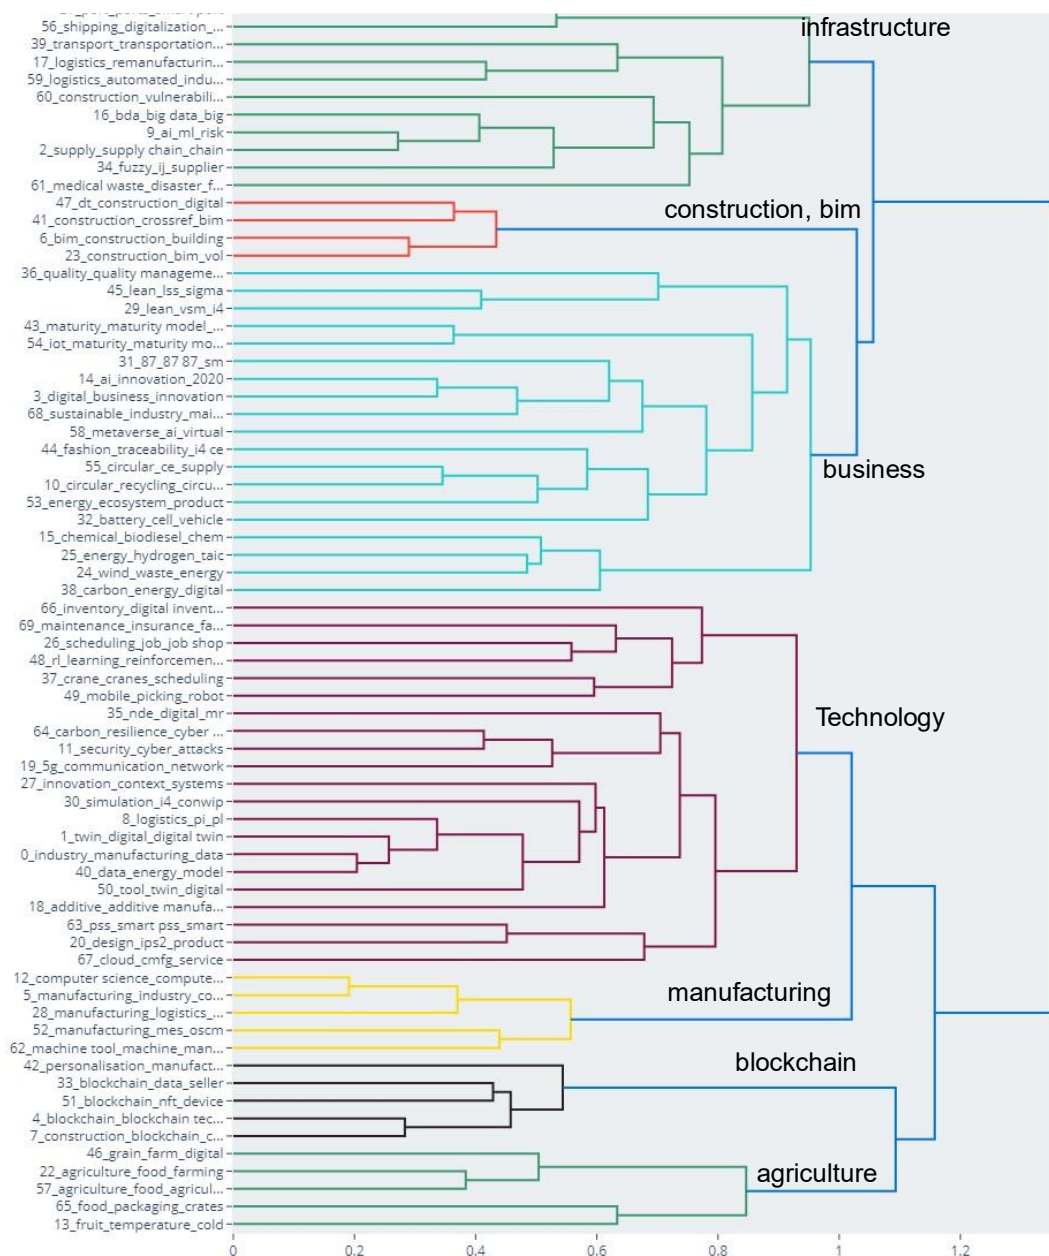 infrastructure
56_shipping_digitalization_...
39_transport_transportation...
17_logistics_remanufacturin...
59_logistics_automated_indu...
60_construction_vulnerabili...
16_bda_big data_big
9_ai_ml_risk
2_supply_supply chain_chain
34_fuzzy_ij_supplier
61_medical waste_disaster_f...
47_dt_construction_digital
construction, bim
41_construction_crossref_bim
6_bim_construction_building
23_construction_bim_vol
36_quality_quality manageme...
45_lean_lss_sigma
29_lean_vsm_i4
43_maturity_maturity model_...
54_iot_maturity_maturity mo...
31_87_87 87_sm
14_ai_innovation_2020
3_digital_business_innovation
68_sustainable_industry_mai...
58_metaverse_ai_virtual
44_fashion_traceability_i4 ce
55_circular_ce_supply
business
10_circular_recycling_circu...
53_energy_ecosystem_product
32_battery_cell_vehicle
15_chemical_biodiesel_chem
25_energy_hydrogen_taic
24_wind_waste_energy
38_carbon_energy_digital
66_inventory_digital invent...
69_maintenance_insurance_fa...
26_scheduling_job_job shop
48_rl_learning_reinforcemen...
37_crane_cranes_scheduling
49_mobile_picking_robot
35_nde_digital_mr
Technology
64_carbon_resilience_cyber ...
11_security_cyber_attacks
19_5g_communication_network
27_innovation_context_systems
30_simulation_i4_conwip
8_logistics_pi_pl
1_twin_digital_digital twin
0_industry_manufacturing_data
40_data_energy_model
50_tool_twin_digital
18_additive_additive manufa...
63_pss_smart pss_smart
20_design_ips2_product
67_cloud_cmfg_service
12_computer science_compute...
5_manufacturing_industry_co...
manufacturing
28_manufacturing_logistics_...
52_manufacturing_mes_oscm
62_machine tool_machine_man...
42_personalisation_manufact...
blockchain
33_blockchain_data_seller
51_blockchain_nft_device
4_blockchain_blockchain tec...
7_construction_blockchain_c...
46_grain_farm_digital
22_agriculture_food_farming
agriculture
57_agriculture_food_agricul...
65_food_packaging_crates
13_fruit_temperature_cold
0 0.2 0.4 0.6 0.8 1 1.2